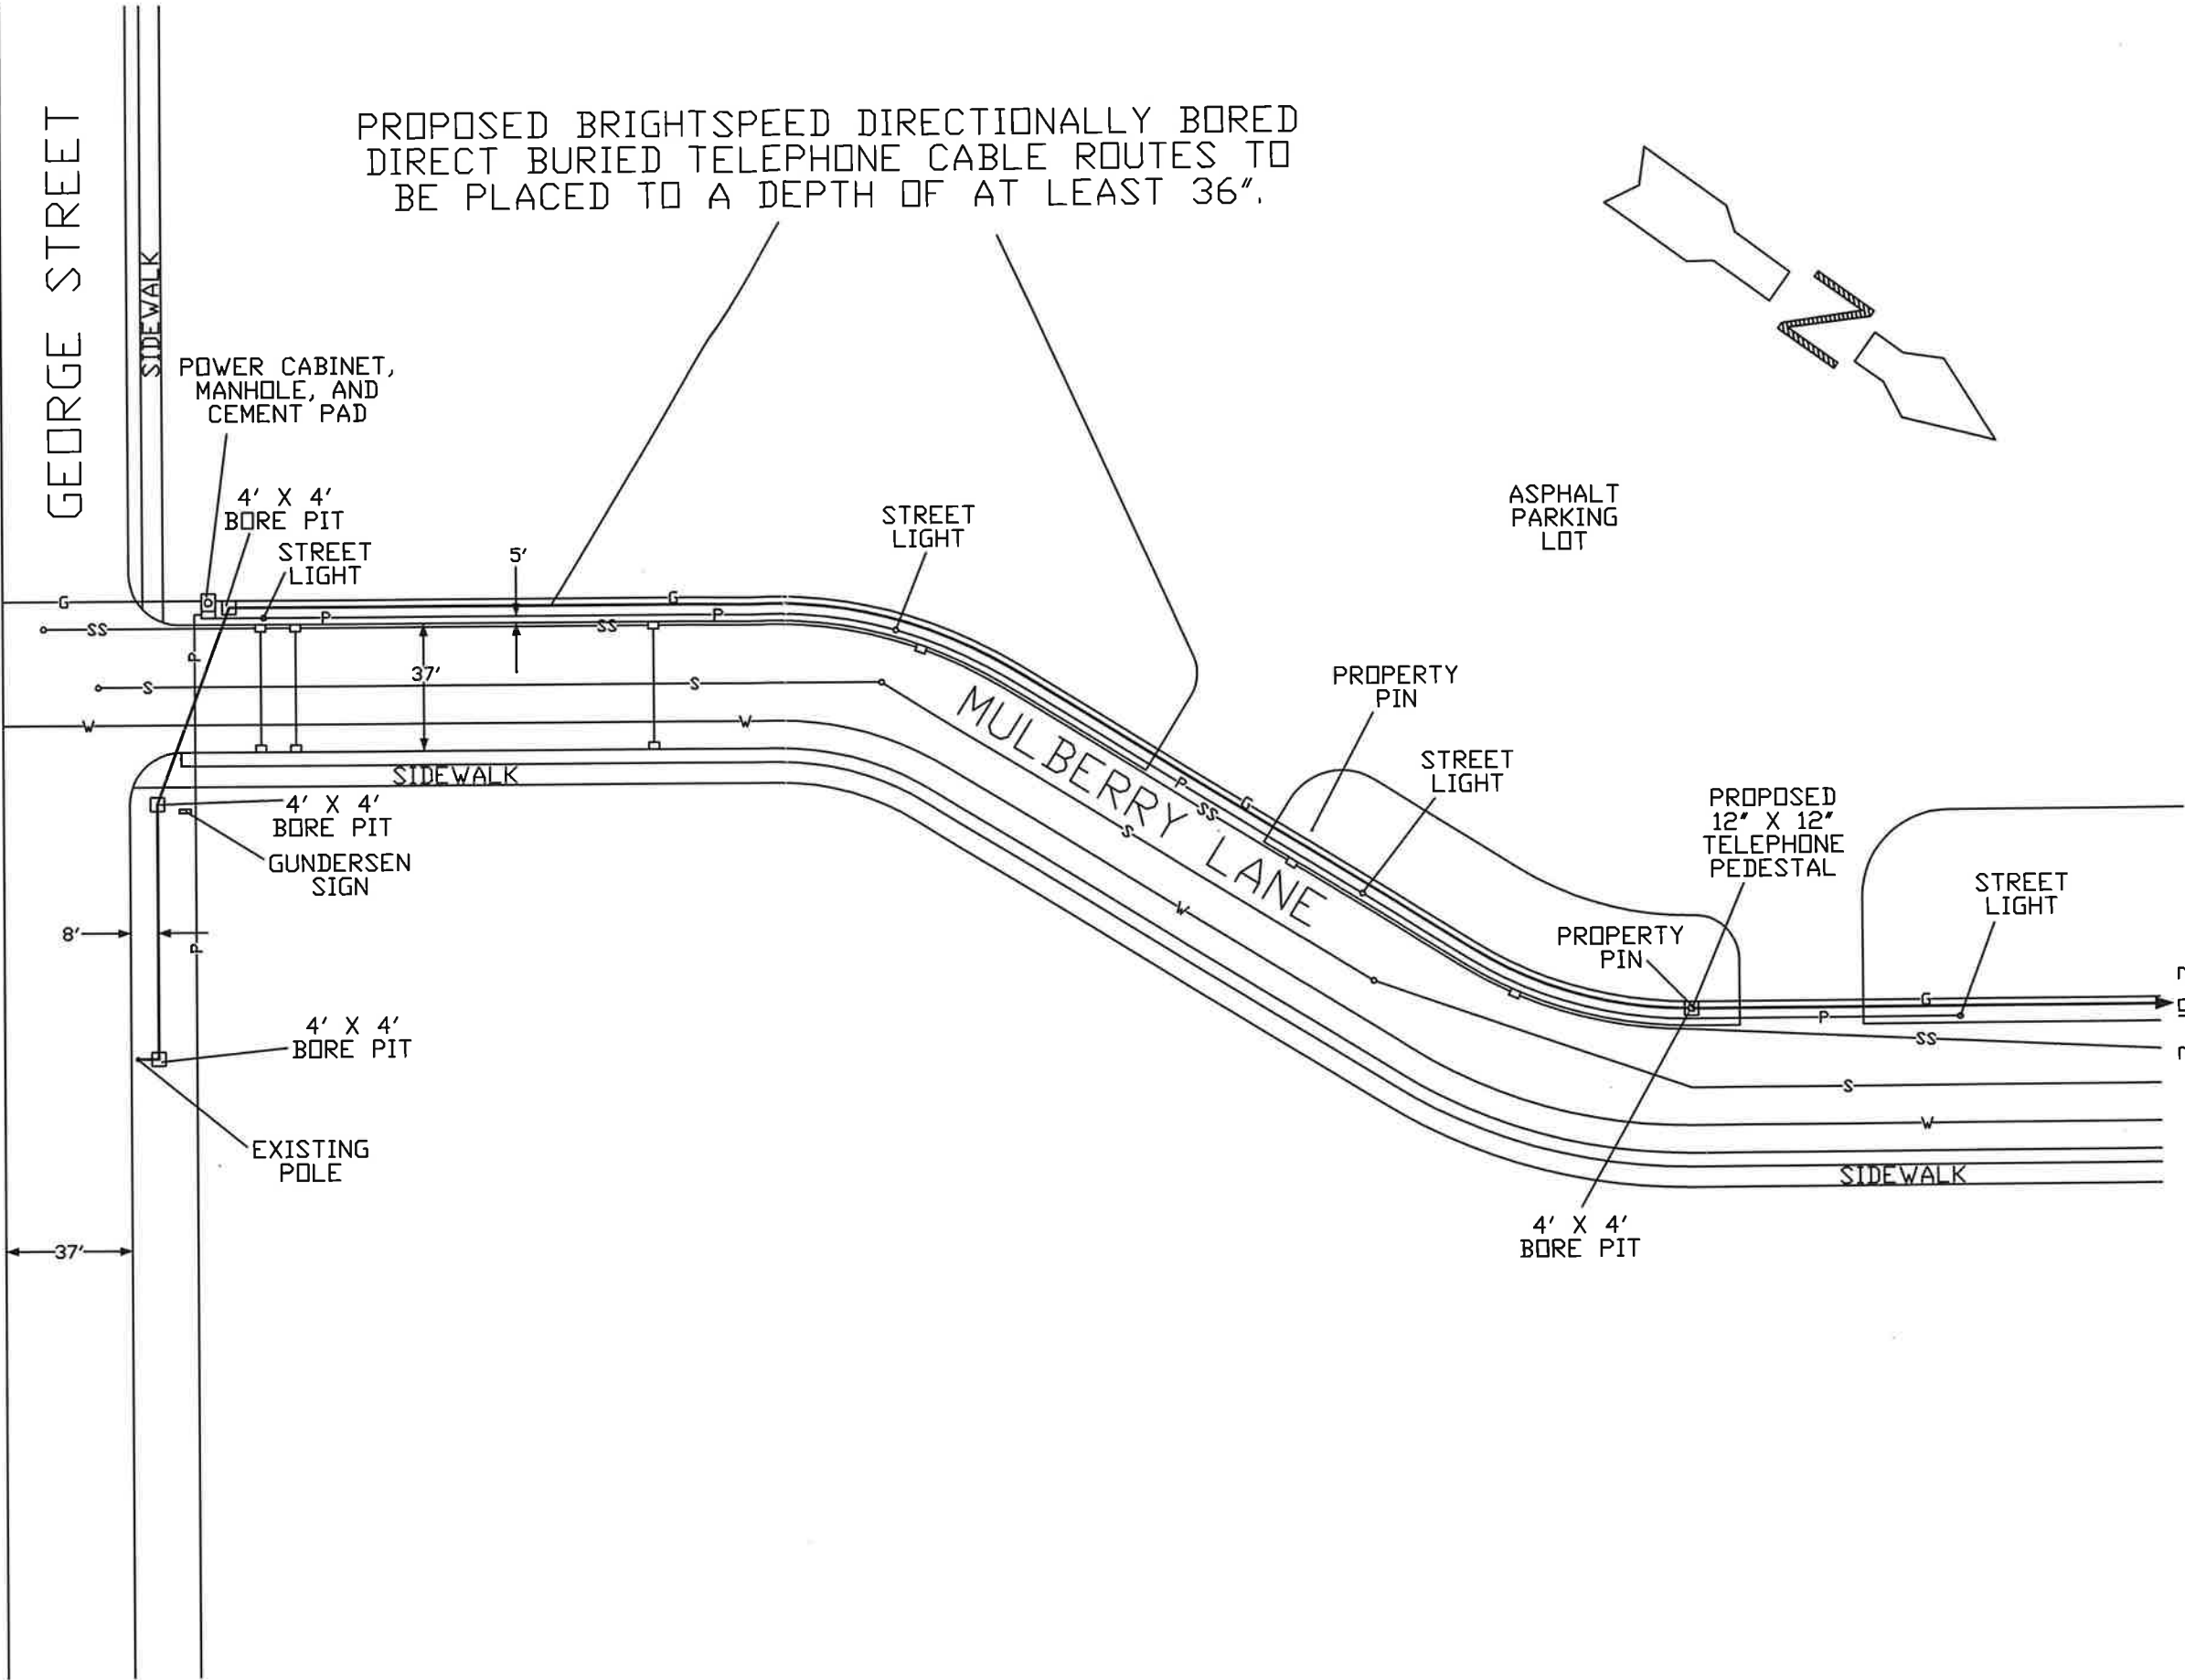 PROPOSED BRIGHTSPEED DIRECTIONALLY BORED
DIRECT BURIED TELEPHONE CABLE ROUTES TO
BE PLACED TO A DEPTH OF AT LEAST 36".
GEORGE STREET
SIDEWALK
POWER CABINET,
MANHOLE, AND
CEMENT PAD
4' X 4'
BORE PIT
STREET
LIGHT
5'
STREET
LIGHT
N
ASPHALT
PARKING
LOT
G
G
P
P
SS
SS
P
37'
S
S
W
W
SIDEWALK
MULBERRY LANE
PROPERTY
PIN
STREET
LIGHT
P
G
SS
S
W
4' X 4'
BORE PIT
GUNDERSEN
SIGN
8'
P
4' X 4'
BORE PIT
EXISTING
POLE
37'
PROPOSED
12" X 12"
TELEPHONE
PEDESTAL
PROPERTY
PIN
STREET
LIGHT
G
P
SS
S
W
SIDEWALK
4' X 4'
BORE PIT